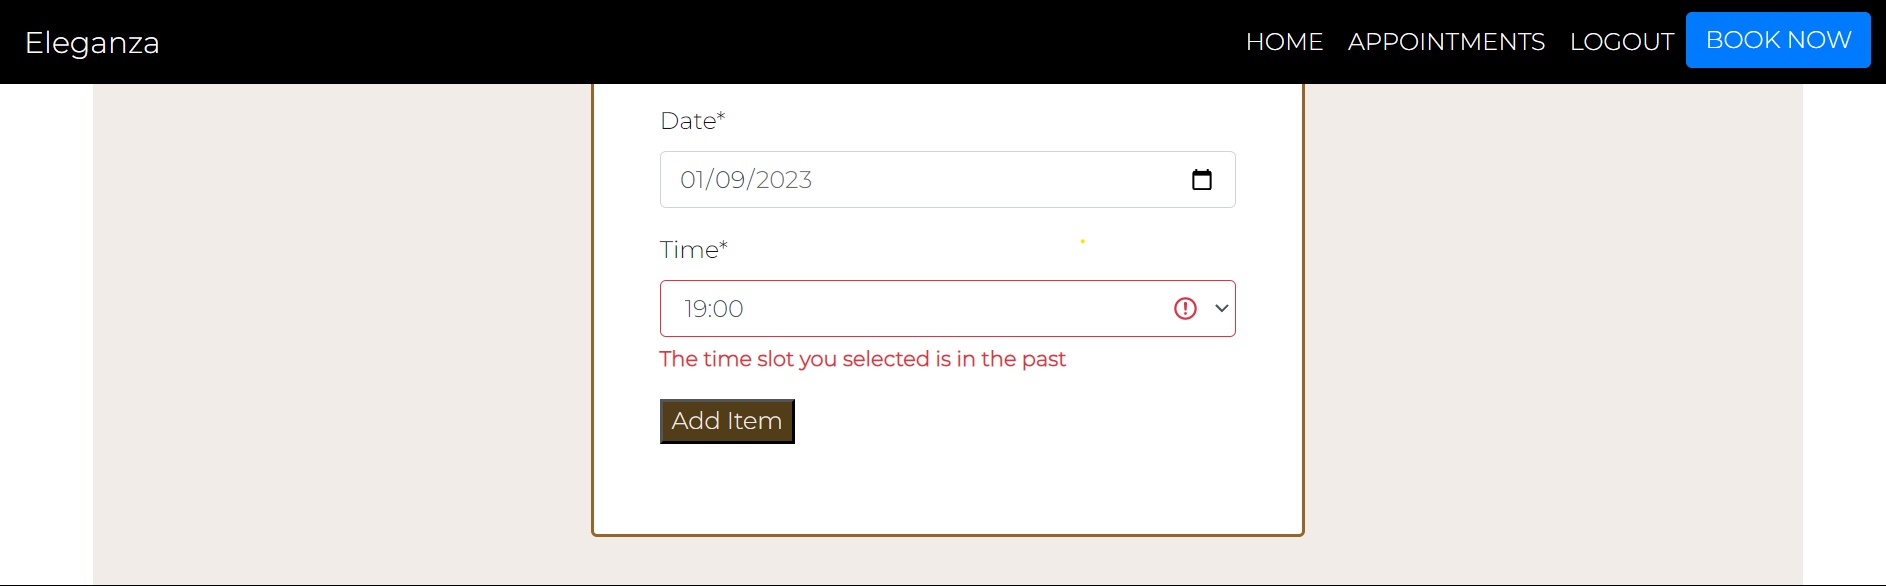 Eleganza
HOME APPOINTMENTS LOGOUT BOOK NOW
Date*
01/09/2023
Time*
19:00
The time slot you selected is in the past
Add Item